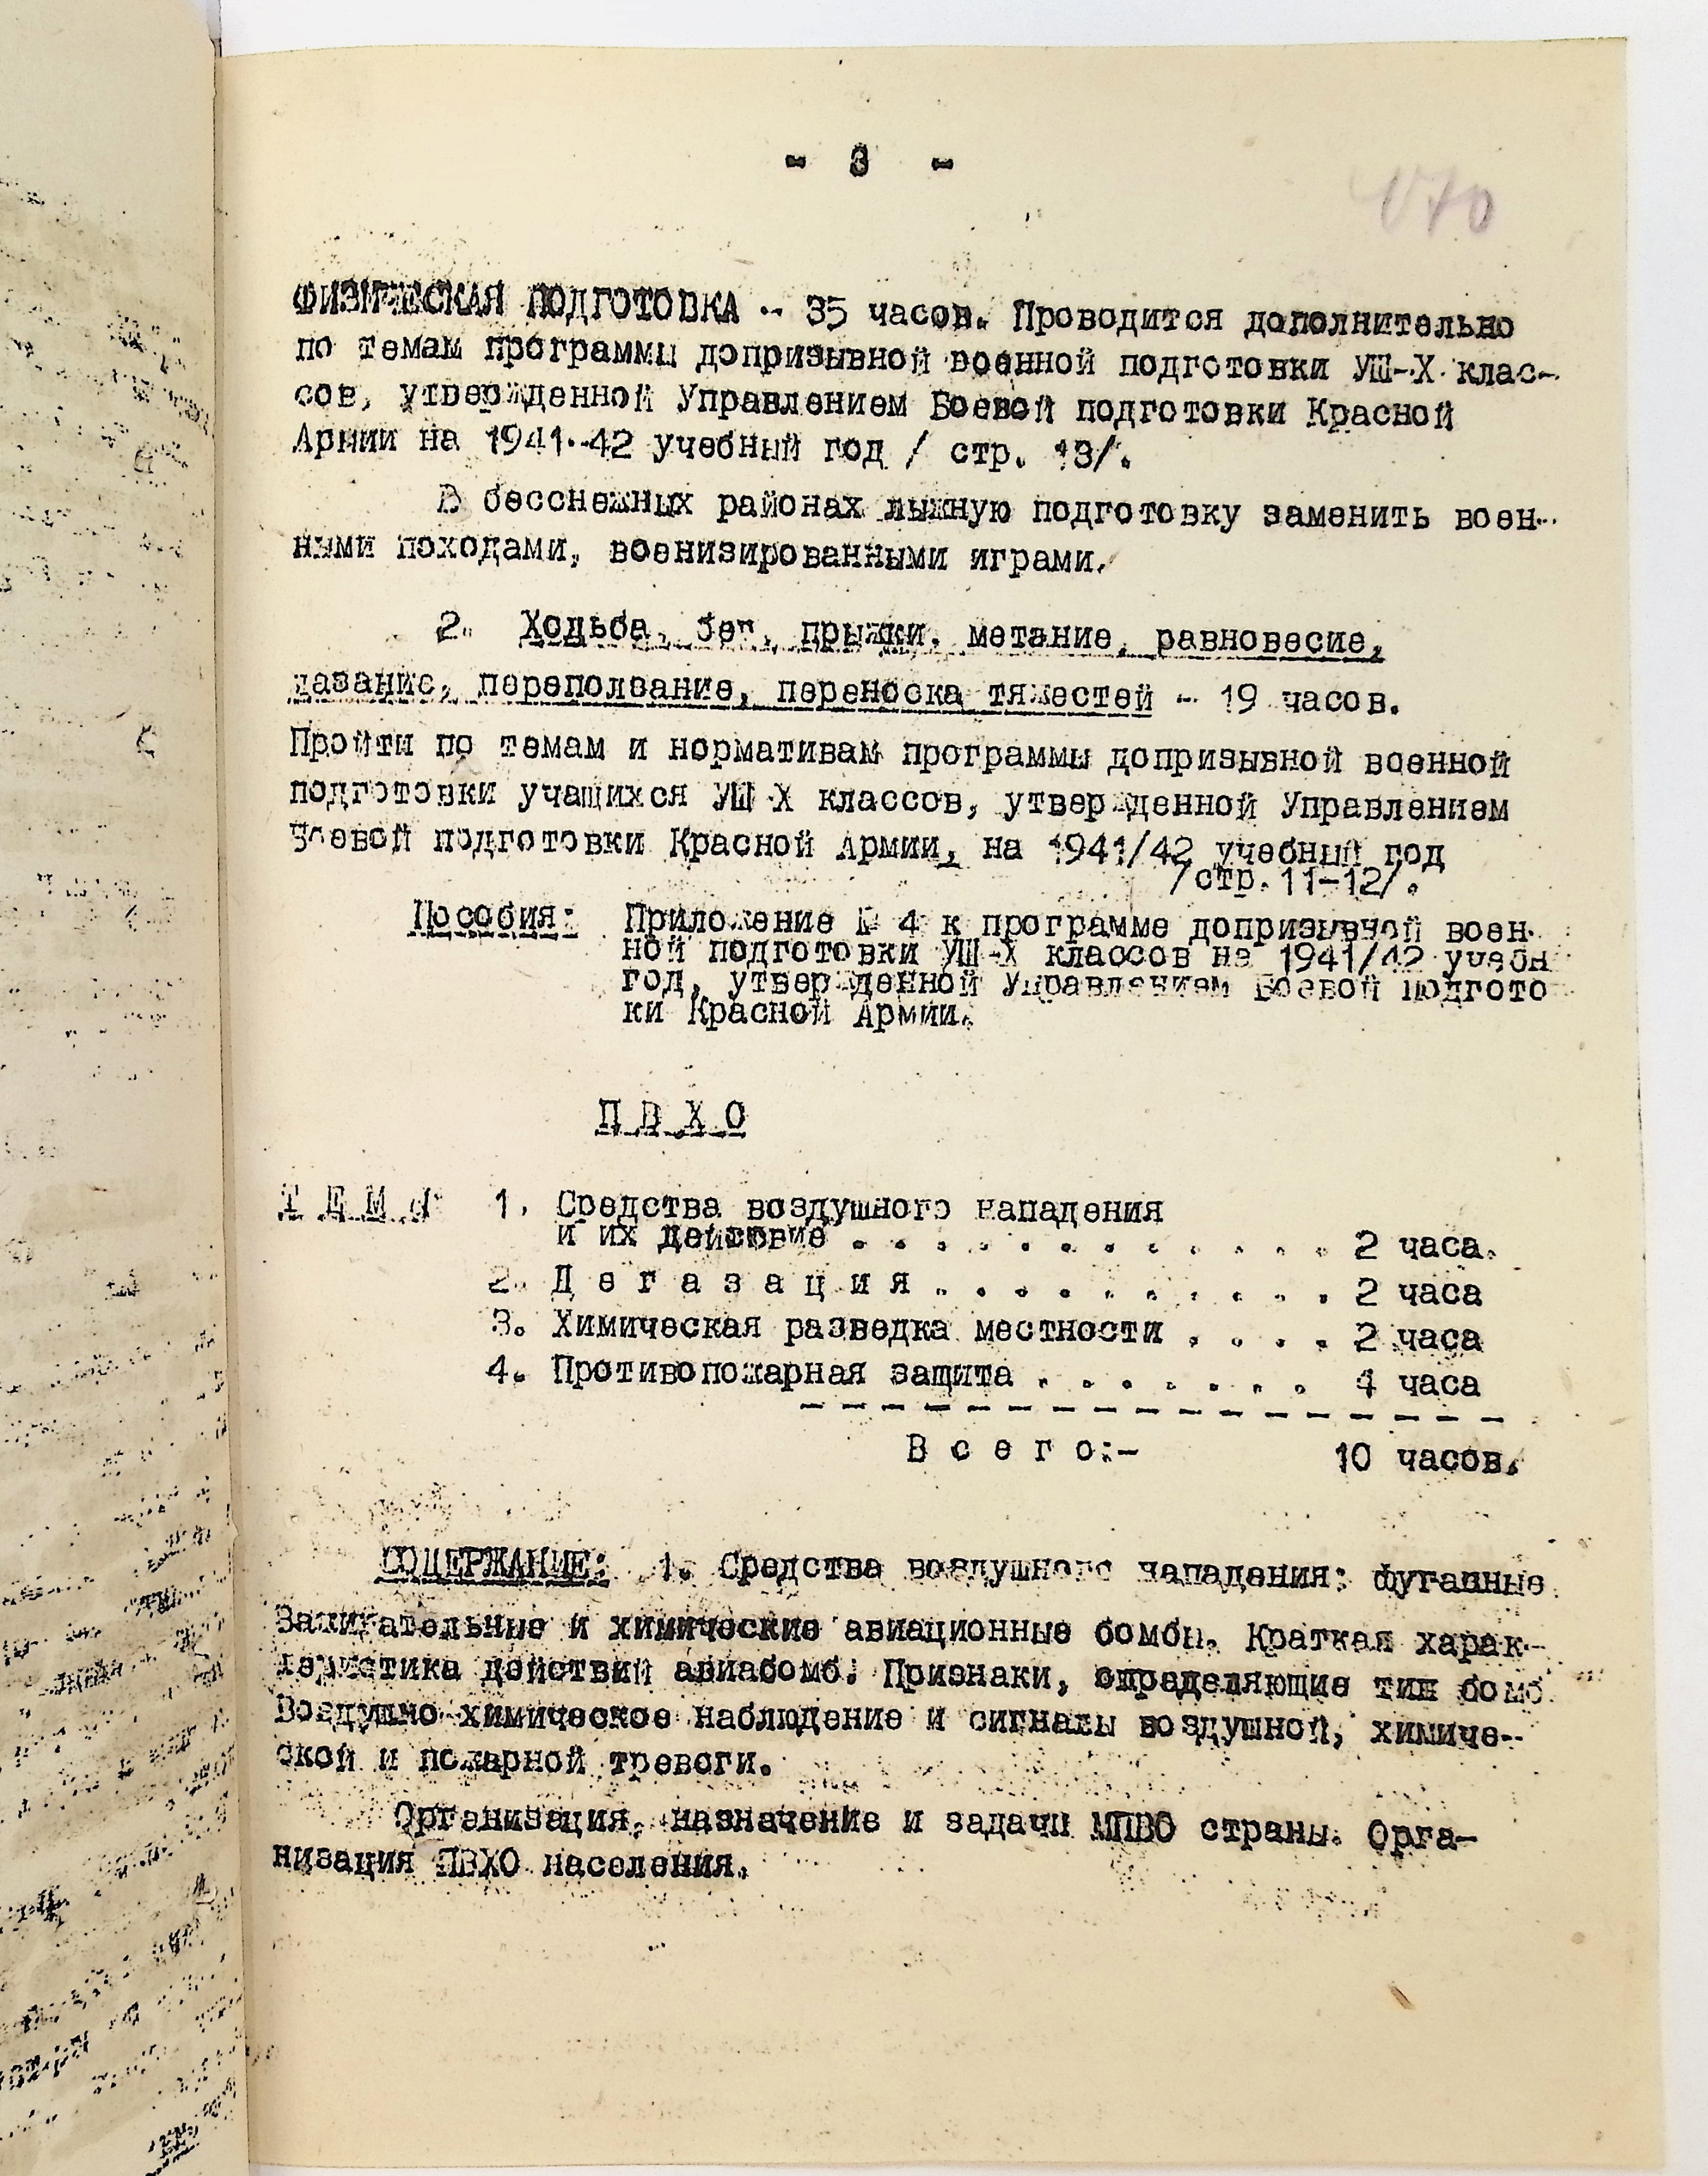 - 3 -
ФИЗИЧЕСКАЯ ПОДГОТОВКА - 35 часов. Проводится дополнительно
по темам программы допризывной военной подготовки УШ-Х клас-
сов, утвержденной Управлением Боевой подготовки Красной
Армии на 1941-42 учебный год / стр. 13/.
В бесснежных районах лыжную подготовку заменить воен-
ными походами, военизированными играми.
2. Ходьба, бег, прыжки, метание, равновесие,
лазание, переползание, переноска тяжестей - 19 часов.
Пройти по темам и нормативам программы допризывной военной
подготовки учащихся УШ-Х классов, утвержденной Управлением
Боевой подготовки Красной Армии, на 1941/42 учебный год
/стр.11-12/.
Пособия: Приложение № 4 к программе допризывной воен-
ной подготовки УШ-Х классов на 1941/42 учебн
год, утвержденной Управлением Боевой подгото
ки Красной Армии.
П В Х О
Т Е М Ы 1. Средства воздушного нападения
и их действие . . . . . . . . . . . . 2 часа.
2. Д е г а з а ц и я . . . . . . . . . . 2 часа
3. Химическая разведка местности . . . . 2 часа
4. Противопожарная защита . . . . . . . 4 часа
В с е г о:- 10 часов.
СОДЕРЖАНИЕ: 1. Средства воздушного нападения: фугасные
Зажигательные и химические авиационные бомбы. Краткая харак-
теристика действий авиабомб. Признаки, определяющие тип бомб.
Воздушно-химическое наблюдение и сигналы воздушной, химиче-
ской и пожарной тревоги.
Организация, назначение и задачи МПВО страны. Орга-
низация ПВХО населения.